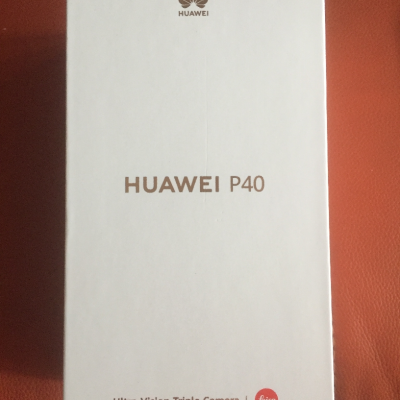 HUAWEI
HUAWEI P40
Ultra Vision Triple Camera |